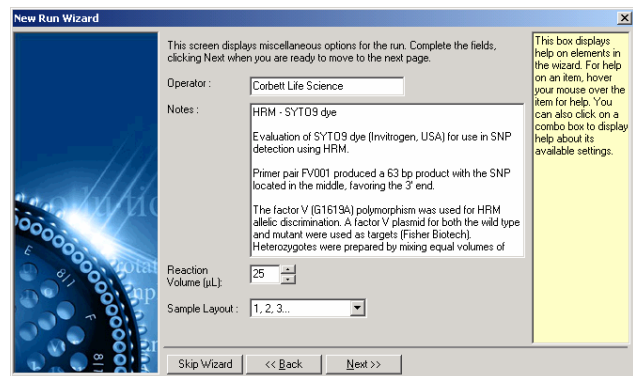 New Run Wizard
This screen displays miscellaneous options for the run. Complete the fields,
clicking Next when you are ready to move to the next page.
Operator :
Corbett Life Science
Notes :
HRM - SYTO9 dye
Evaluation of SYTO9 dye (Invitrogen, USA) for use in SNP
detection using HRM.
Primer pair FV001 produced a 63 bp product with the SNP
located in the middle, favoring the 3' end.
The factor V (G1619A) polymorphism was used for HRM
allelic discrimination. A factor V plasmid for both the wild type
and mutant were used as targets (Fisher Biotech).
Heterozygotes were prepared by mixing equal volumes of
Reaction
Volume (µL):
25
Sample Layout :
1, 2, 3...
Skip Wizard
<< Back
Next >>
This box displays
help on elements in
the wizard. For help
on an item, hover
your mouse over the
item for help. You
can also click on a
combo box to display
help about its
available settings.